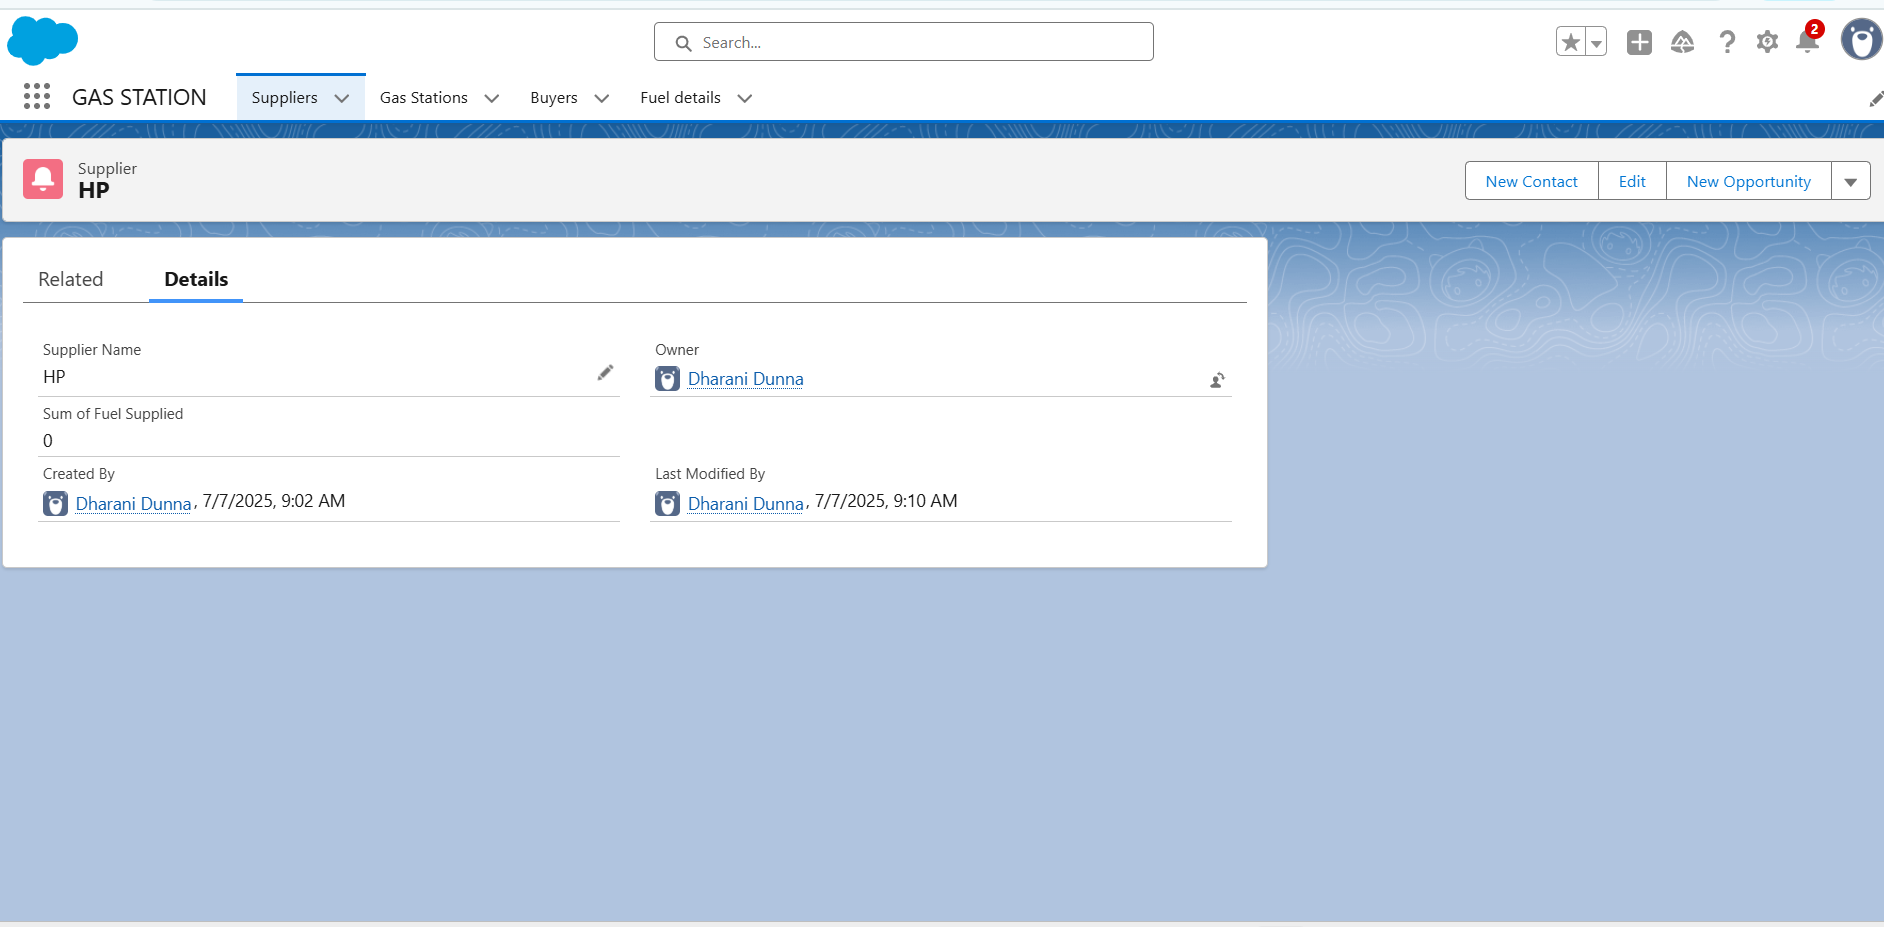 Search...
2
GAS STATION
Suppliers
Gas Stations
Buyers
Fuel details
Supplier
HP
New Contact
Edit
New Opportunity
Related
Details
Supplier Name
HP
Owner
Dharani Dunna
Sum of Fuel Supplied
0
Created By
Dharani Dunna, 7/7/2025, 9:02 AM
Last Modified By
Dharani Dunna, 7/7/2025, 9:10 AM